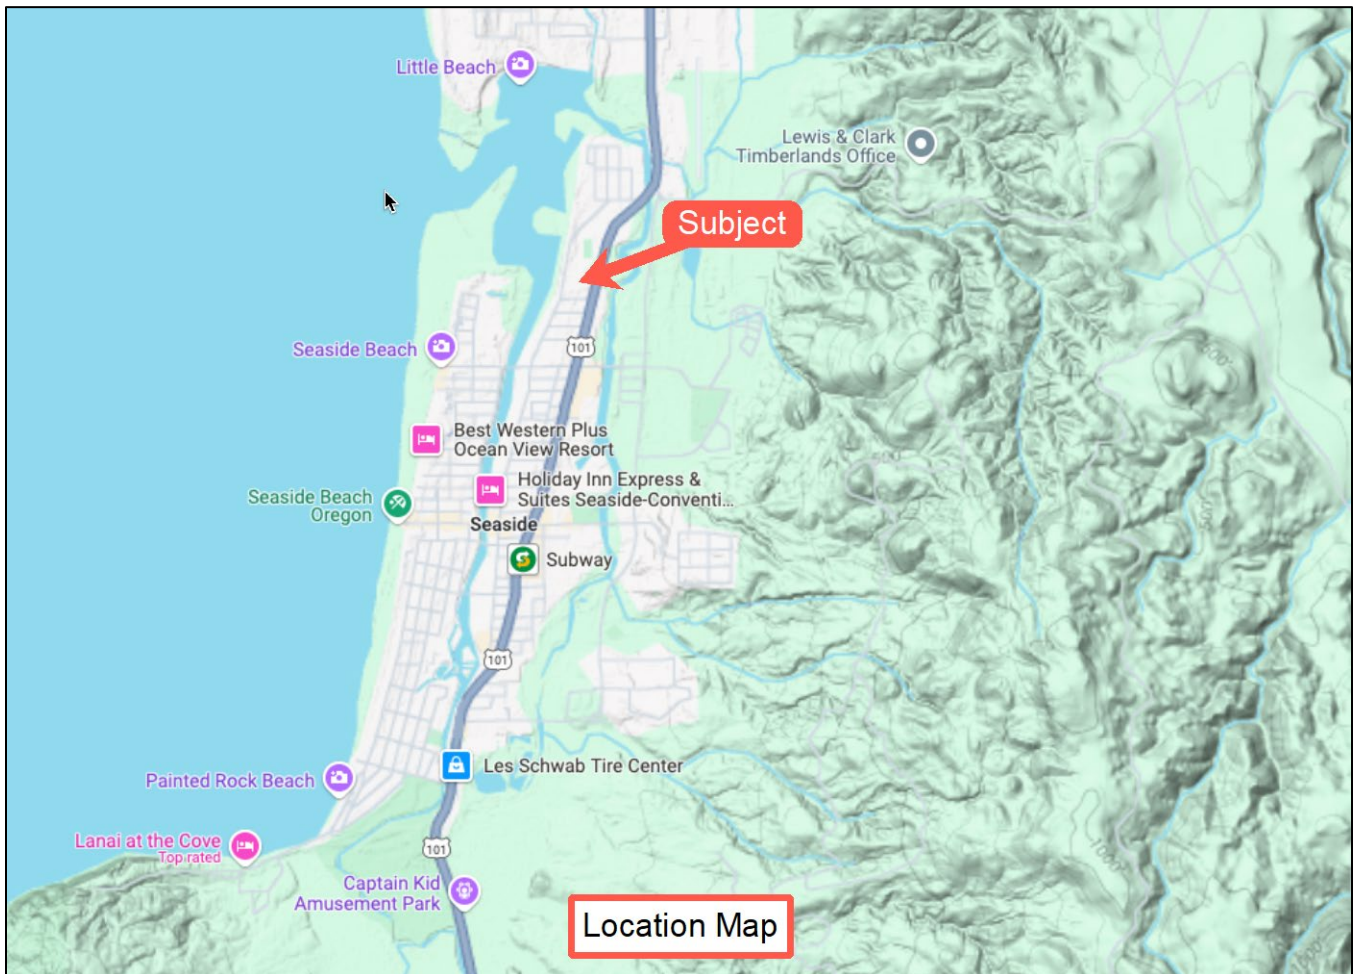 Little Beach
Lewis & Clark
Timberlands Office
Subject
Seaside Beach
101
1500'
Best Western Plus
Ocean View Resort
Holiday Inn Express &
Suites Seaside-Conventi...
Seaside Beach
Oregon
Seaside
Subway
101
Les Schwab Tire Center
Painted Rock Beach
Lanai at the Cove
Top rated
101
1000'
Captain Kid
Amusement Park
Location Map